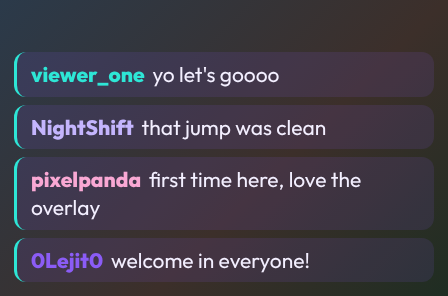 viewer_one yo let's goooo
NightShift that jump was clean
pixelpanda first time here, love the
overlay
0Lejit0 welcome in everyone!